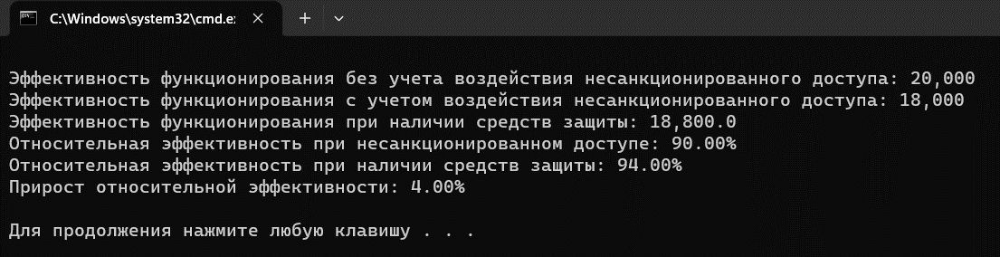 C:\Windows\system32\cmd.e
Эффективность функционирования без учета воздействия несанкционированного доступа: 20,000
Эффективность функционирования с учетом воздействия несанкционированного доступа: 18,000
Эффективность функционирования при наличии средств защиты: 18,800.0
Относительная эффективность при несанкционированном доступе: 90.00%
Относительная эффективность при наличии средств защиты: 94.00%
Прирост относительной эффективности: 4.00%
Для продолжения нажмите любую клавишу . . .